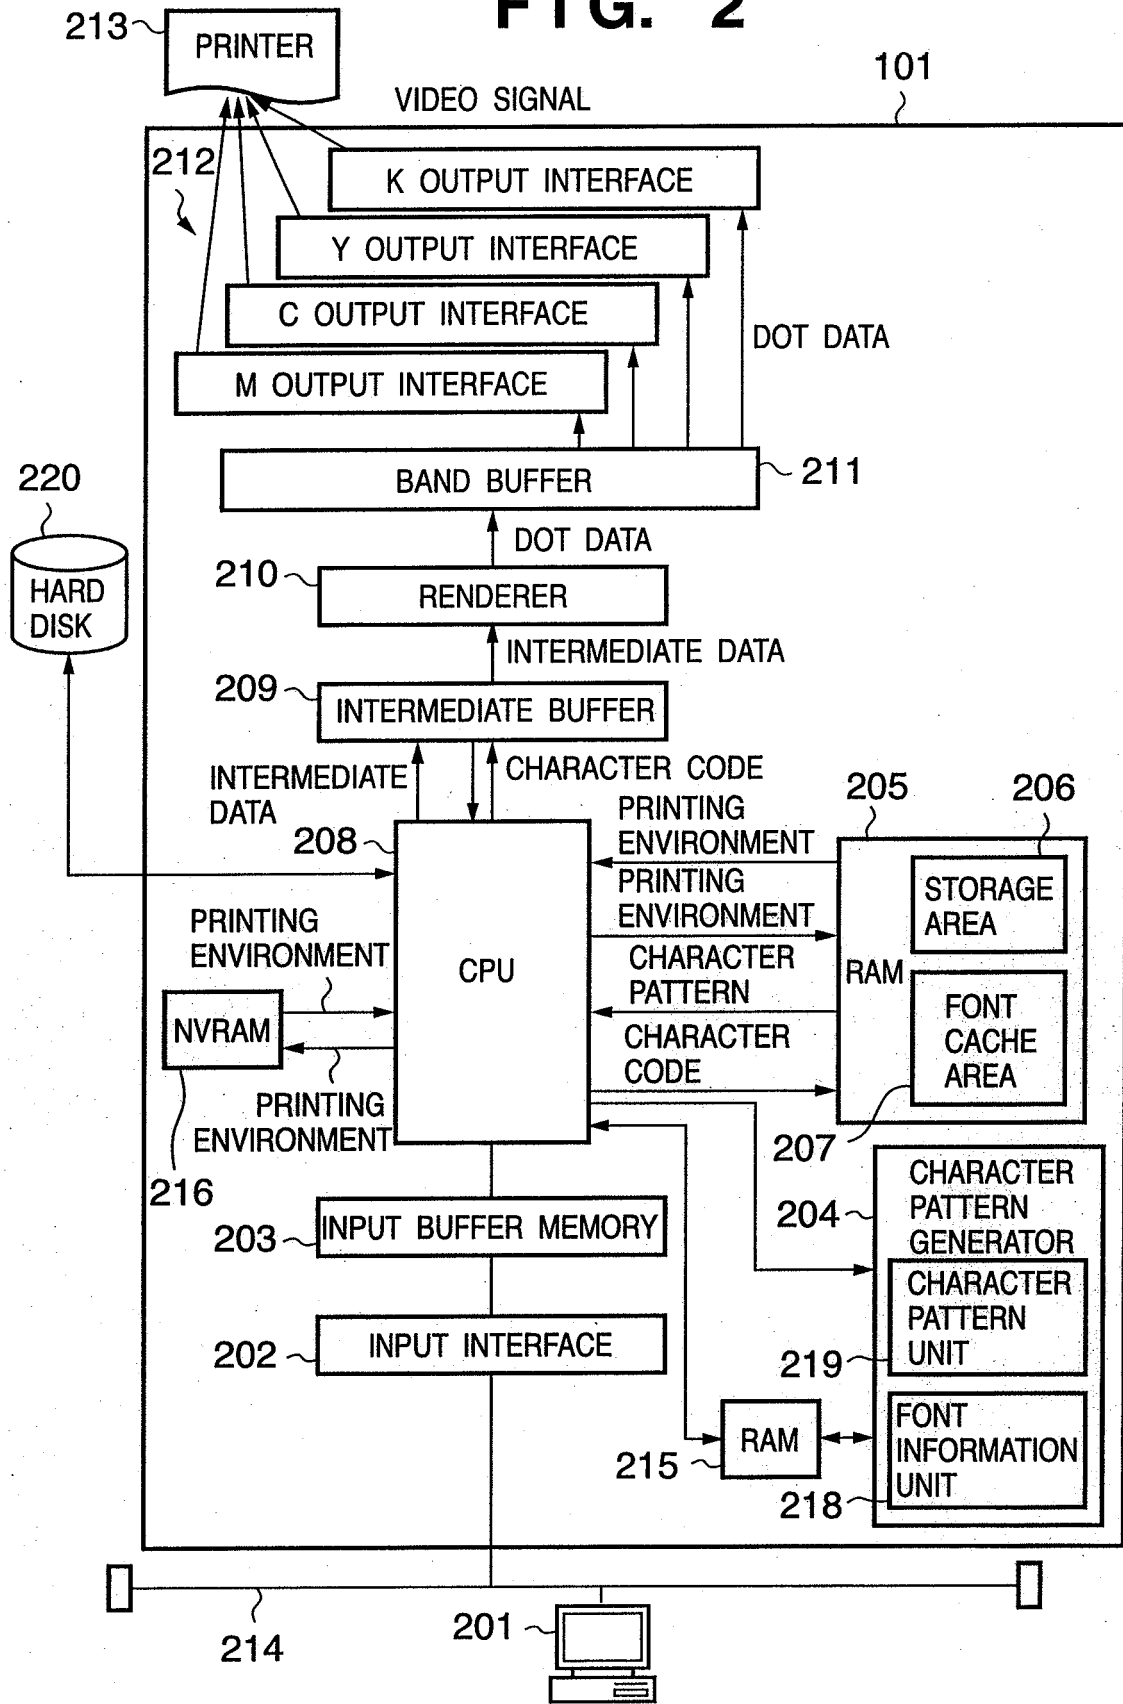 FIG. 2
213
PRINTER
VIDEO SIGNAL
101
212
K OUTPUT INTERFACE
Y OUTPUT INTERFACE
C OUTPUT INTERFACE
M OUTPUT INTERFACE
DOT DATA
BAND BUFFER
211
220
HARD
DISK
DOT DATA
210
RENDERER
INTERMEDIATE DATA
209
INTERMEDIATE BUFFER
INTERMEDIATE
DATA
CHARACTER CODE
208
CPU
PRINTING
ENVIRONMENT
PRINTING
ENVIRONMENT
CHARACTER
PATTERN
CHARACTER
CODE
205
206
STORAGE
AREA
RAM
FONT
CACHE
AREA
207
PRINTING
ENVIRONMENT
NVRAM
PRINTING
ENVIRONMENT
216
203
INPUT BUFFER MEMORY
202
INPUT INTERFACE
204
CHARACTER
PATTERN
GENERATOR
CHARACTER
PATTERN
UNIT
219
RAM
215
FONT
INFORMATION
UNIT
218
214
201